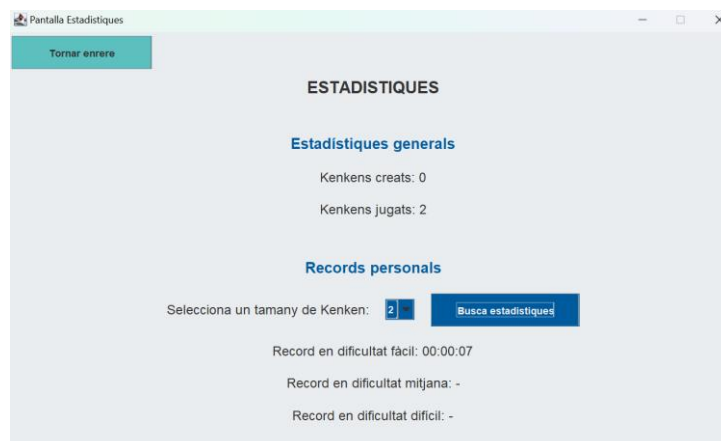 Pantalla Estadistiques
Tornar enrere
ESTADISTIQUES
Estadístiques generals
Kenkens creats: 0
Kenkens jugats: 2
Records personals
Selecciona un tamany de Kenken: 2 Busca estadistiques
Record en dificultat fàcil: 00:00:07
Record en dificultat mitjana: -
Record en dificultat difícil: -